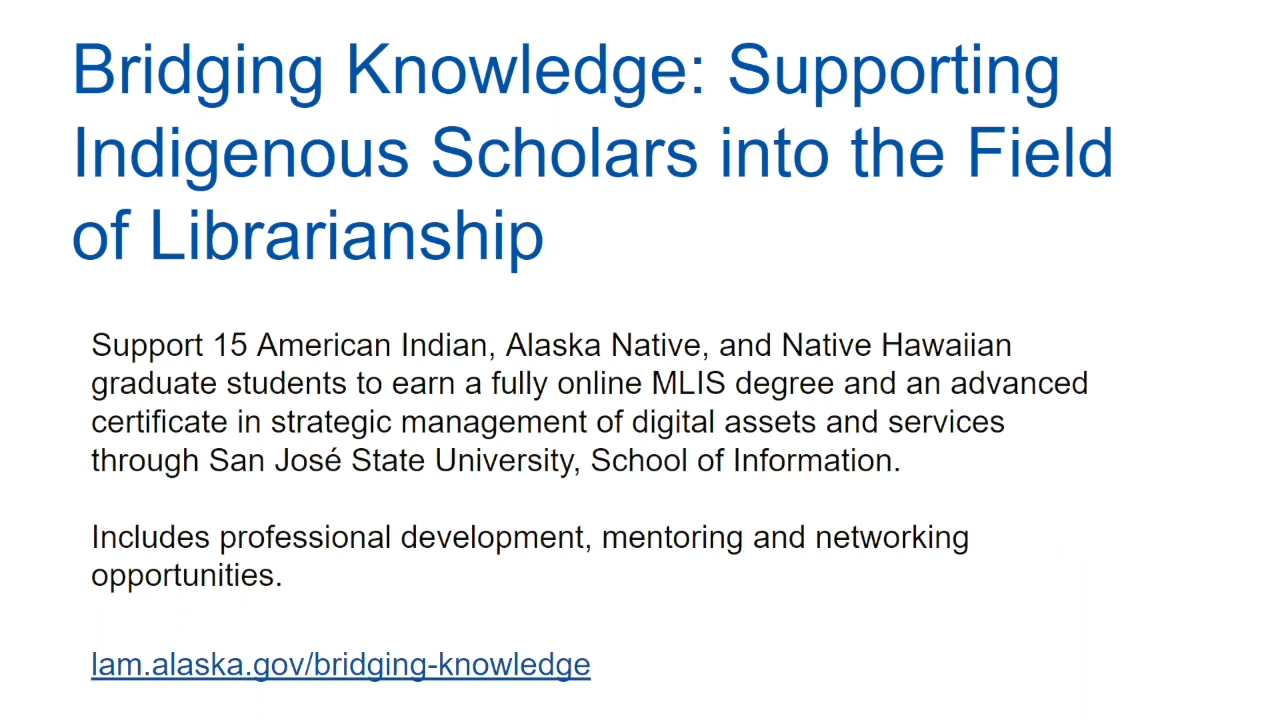 Bridging Knowledge: Supporting
Indigenous Scholars into the Field
of Librarianship
Support 15 American Indian, Alaska Native, and Native Hawaiian
graduate students to earn a fully online MLIS degree and an advanced
certificate in strategic management of digital assets and services
through San José State University, School of Information.
Includes professional development, mentoring and networking
opportunities.
lam.alaska.gov/bridging-knowledge